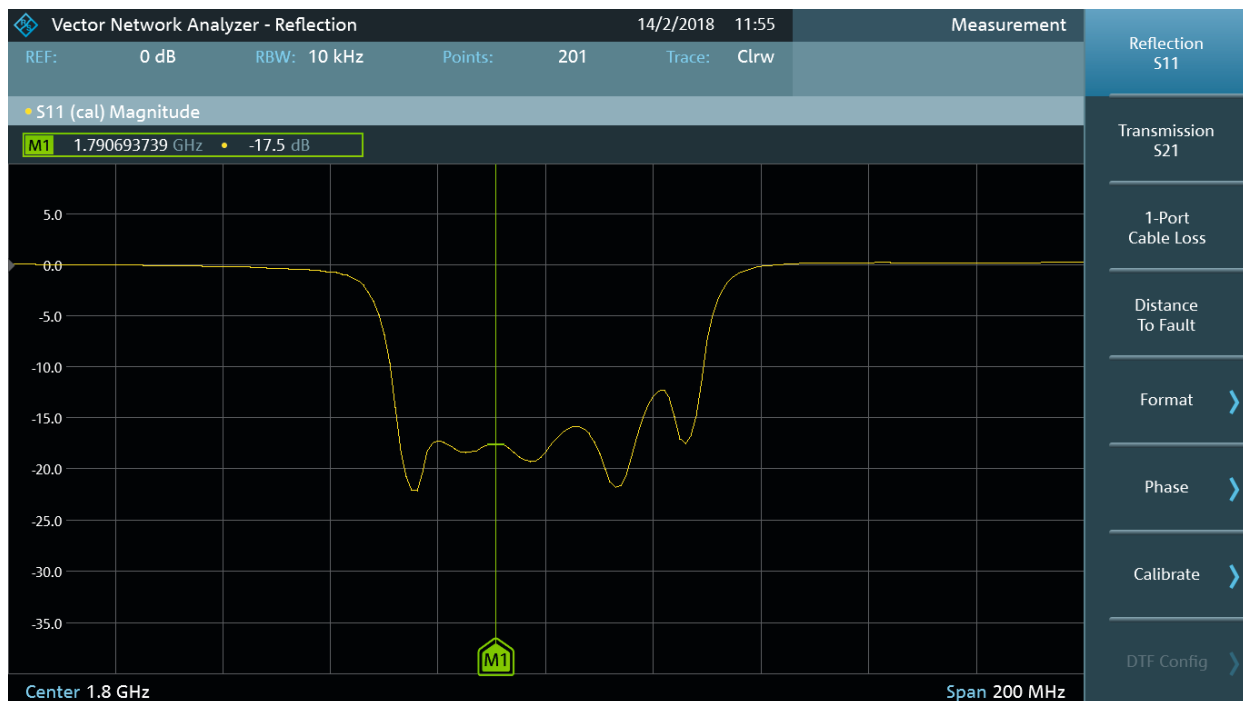 Vector Network Analyzer - Reflection 14/2/2018 11:55 Measurement
REF: 0 dB RBW: 10 kHz Points: 201 Trace: Clrw
S11 (cal) Magnitude
M1 1.790693739 GHz • -17.5 dB
5.0
0.0
-5.0
-10.0
-15.0
-20.0
-25.0
-30.0
-35.0
M1
Center 1.8 GHz Span 200 MHz
Reflection
S11
Transmission
S21
1-Port
Cable Loss
Distance
To Fault
Format
Phase
Calibrate
DTF Config